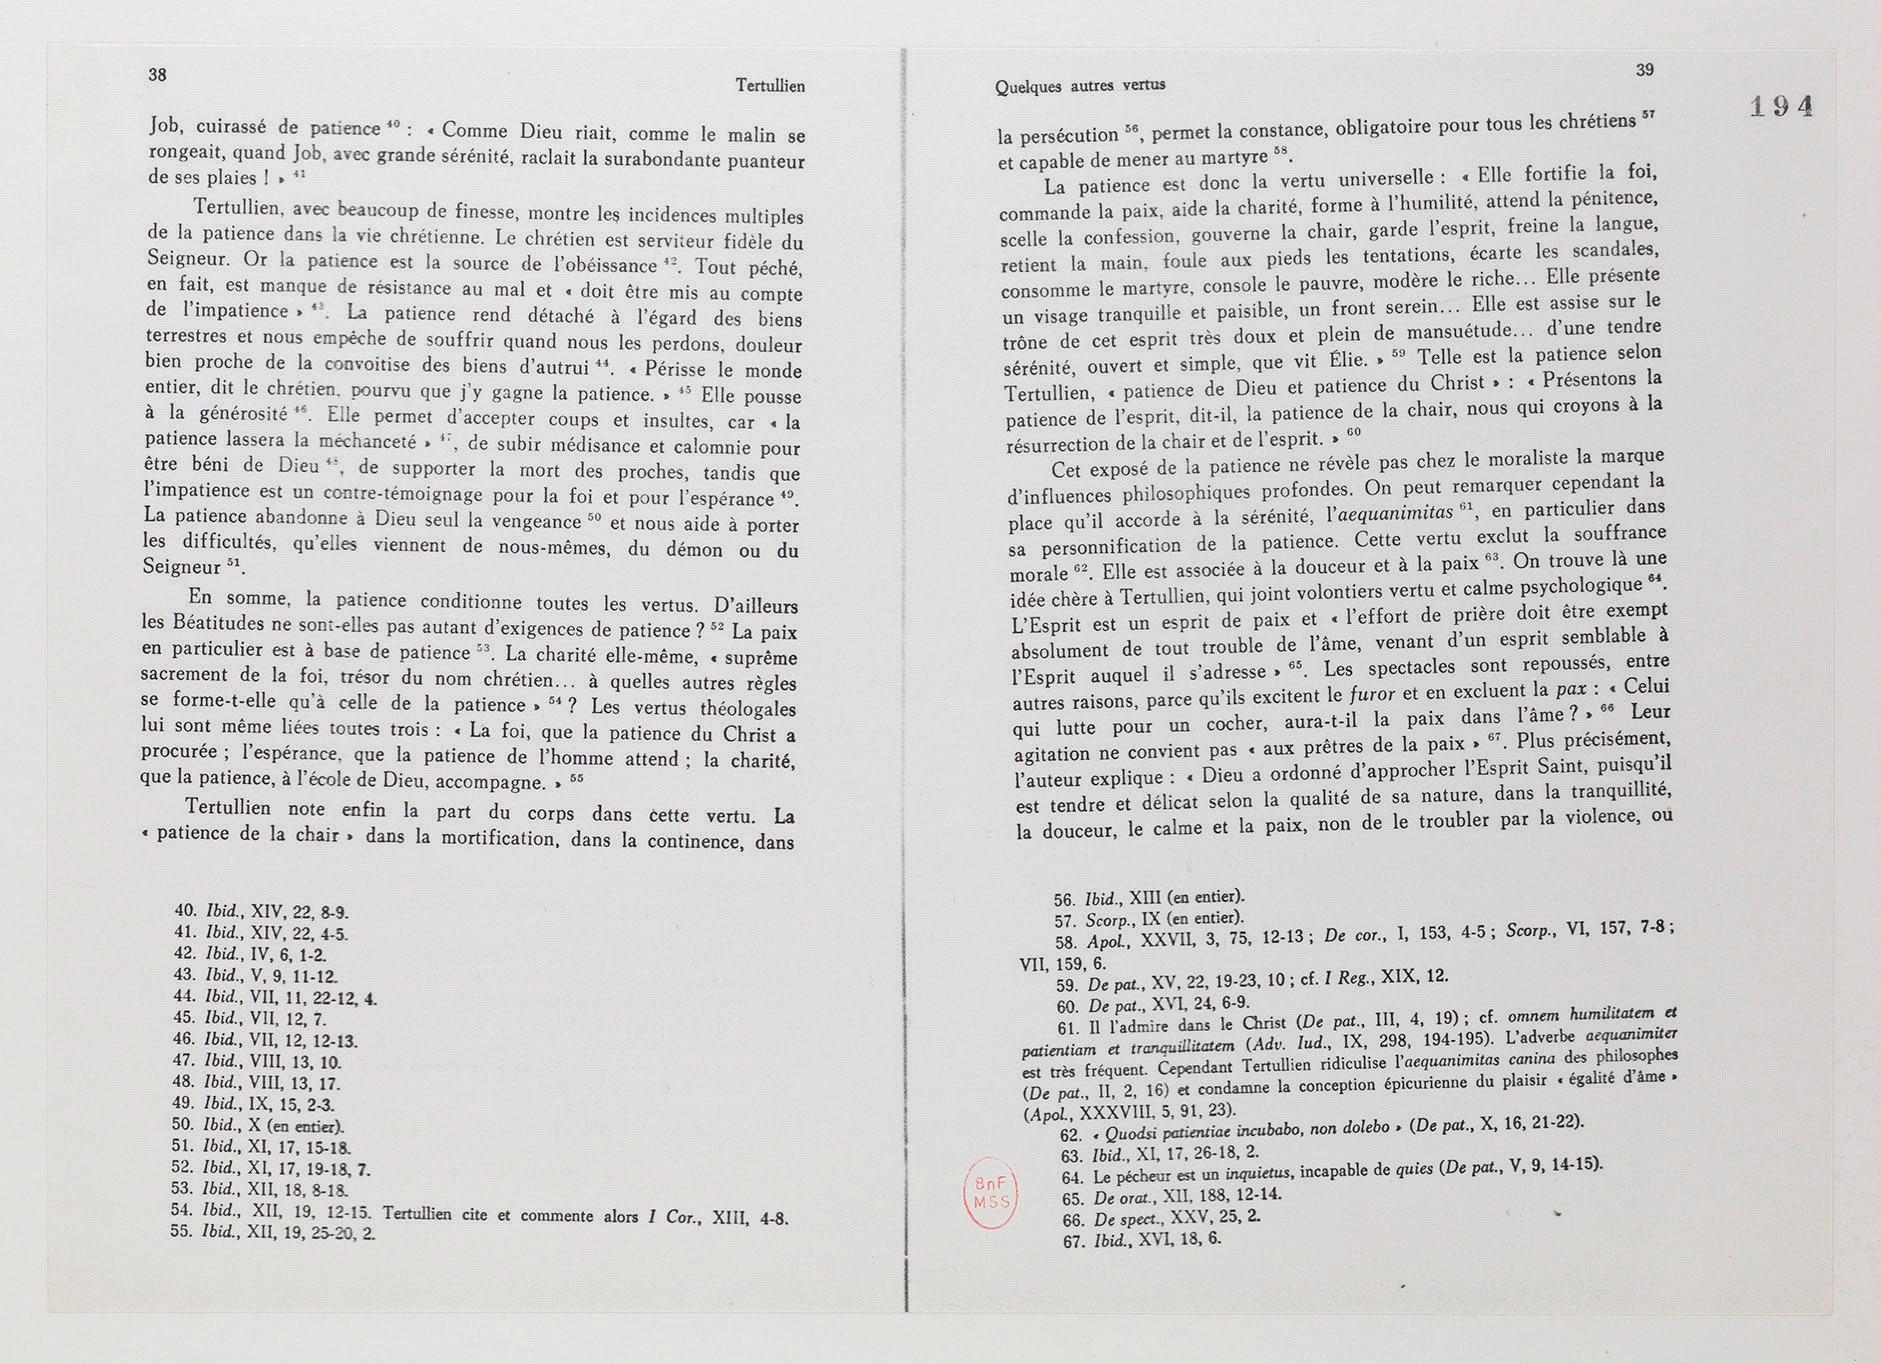 38
Tertullien
Job, cuirassé de patience ⁴⁰ : « Comme Dieu riait, comme le malin se
rongeait, quand Job, avec grande sérénité, raclait la surabondante puanteur
de ses plaies ! » ⁴¹
Tertullien, avec beaucoup de finesse, montre les incidences multiples
de la patience dans la vie chrétienne. Le chrétien est serviteur fidèle du
Seigneur. Or la patience est la source de l'obéissance ⁴². Tout péché,
en fait, est manque de résistance au mal et « doit être mis au compte
de l'impatience » ⁴³. La patience rend détaché à l'égard des biens
terrestres et nous empêche de souffrir quand nous les perdons, douleur
bien proche de la convoitise des biens d'autrui ⁴⁴. « Périsse le monde
entier, dit le chrétien, pourvu que j'y gagne la patience. » ⁴⁵ Elle pousse
à la générosité ⁴⁶. Elle permet d'accepter coups et insultes, car « la
patience lassera la méchanceté » ⁴⁷, de subir médisance et calomnie pour
être béni de Dieu ⁴⁸, de supporter la mort des proches, tandis que
l'impatience est un contre-témoignage pour la foi et pour l'espérance ⁴⁹.
La patience abandonne à Dieu seul la vengeance ⁵⁰ et nous aide à porter
les difficultés, qu'elles viennent de nous-mêmes, du démon ou du
Seigneur ⁵¹.
En somme, la patience conditionne toutes les vertus. D'ailleurs
les Béatitudes ne sont-elles pas autant d'exigences de patience ? ⁵² La paix
en particulier est à base de patience ⁵³. La charité elle-même, « suprême
sacrement de la foi, trésor du nom chrétien... à quelles autres règles
se forme-t-elle qu'à celle de la patience » ⁵⁴ ? Les vertus théologales
lui sont même liées toutes trois : « La foi, que la patience du Christ a
procurée ; l'espérance, que la patience de l'homme attend ; la charité,
que la patience, à l'école de Dieu, accompagne. » ⁵⁵
Tertullien note enfin la part du corps dans cette vertu. La
« patience de la chair » dans la mortification, dans la continence, dans
40. Ibid., XIV, 22, 8-9.
41. Ibid., XIV, 22, 4-5.
42. Ibid., IV, 6, 1-2.
43. Ibid., V, 9, 11-12.
44. Ibid., VII, 11, 22-12, 4.
45. Ibid., VII, 12, 7.
46. Ibid., VII, 12, 12-13.
47. Ibid., VIII, 13, 10.
48. Ibid., VIII, 13, 17.
49. Ibid., IX, 15, 2-3.
50. Ibid., X (en entier).
51. Ibid., XI, 17, 15-18.
52. Ibid., XI, 17, 19-18, 7.
53. Ibid., XII, 18, 8-18.
54. Ibid., XII, 19, 12-15. Tertullien cite et commente alors I Cor., XIII, 4-8.
55. Ibid., XII, 19, 25-20, 2.
Quelques autres vertus
39
194
la persécution ⁵⁶, permet la constance, obligatoire pour tous les chrétiens ⁵⁷
et capable de mener au martyre ⁵⁸.
La patience est donc la vertu universelle : « Elle fortifie la foi,
commande la paix, aide la charité, forme à l'humilité, attend la pénitence,
scelle la confession, gouverne la chair, garde l'esprit, freine la langue,
retient la main, foule aux pieds les tentations, écarte les scandales,
consomme le martyre, console le pauvre, modère le riche... Elle présente
un visage tranquille et paisible, un front serein... Elle est assise sur le
trône de cet esprit très doux et plein de mansuétude... d'une tendre
sérénité, ouvert et simple, que vit Élie. » ⁵⁹ Telle est la patience selon
Tertullien, « patience de Dieu et patience du Christ » : « Présentons la
patience de l'esprit, dit-il, la patience de la chair, nous qui croyons à la
résurrection de la chair et de l'esprit. » ⁶⁰
Cet exposé de la patience ne révèle pas chez le moraliste la marque
d'influences philosophiques profondes. On peut remarquer cependant la
place qu'il accorde à la sérénité, l'aequanimitas ⁶¹, en particulier dans
sa personnification de la patience. Cette vertu exclut la souffrance
morale ⁶². Elle est associée à la douceur et à la paix ⁶³. On trouve là une
idée chère à Tertullien, qui joint volontiers vertu et calme psychologique ⁶⁴.
L'Esprit est un esprit de paix et « l'effort de prière doit être exempt
absolument de tout trouble de l'âme, venant d'un esprit semblable à
l'Esprit auquel il s'adresse » ⁶⁵. Les spectacles sont repoussés, entre
autres raisons, parce qu'ils excitent le furor et en excluent la pax : « Celui
qui lutte pour un cocher, aura-t-il la paix dans l'âme ? » ⁶⁶ Leur
agitation ne convient pas « aux prêtres de la paix » ⁶⁷. Plus précisément,
l'auteur explique : « Dieu a ordonné d'approcher l'Esprit Saint, puisqu'il
est tendre et délicat selon la qualité de sa nature, dans la tranquillité,
la douceur, le calme et la paix, non de le troubler par la violence, ou
56. Ibid., XIII (en entier).
57. Scorp., IX (en entier).
58. Apol., XXVII, 3, 75, 12-13 ; De cor., I, 153, 4-5 ; Scorp., VI, 157, 7-8 ;
VII, 159, 6.
59. De pat., XV, 22, 19-23, 10 ; cf. I Reg., XIX, 12.
60. De pat., XVI, 24, 6-9.
61. Il l'admire dans le Christ (De pat., III, 4, 19) ; cf. omnem humilitatem et
patientiam et tranquillitatem (Adv. Iud., IX, 298, 194-195). L'adverbe aequanimiter
est très fréquent. Cependant Tertullien ridiculise l'aequanimitas canina des philosophes
(De pat., II, 2, 16) et condamne la conception épicurienne du plaisir « égalité d'âme »
(Apol., XXXVIII, 5, 91, 23).
62. « Quodsi patientiae incubabo, non dolebo » (De pat., X, 16, 21-22).
63. Ibid., XI, 17, 26-18, 2.
64. Le pécheur est un inquietus, incapable de quies (De pat., V, 9, 14-15).
65. De orat., XII, 188, 12-14.
66. De spect., XXV, 25, 2.
67. Ibid., XVI, 18, 6.
BnF
MSS